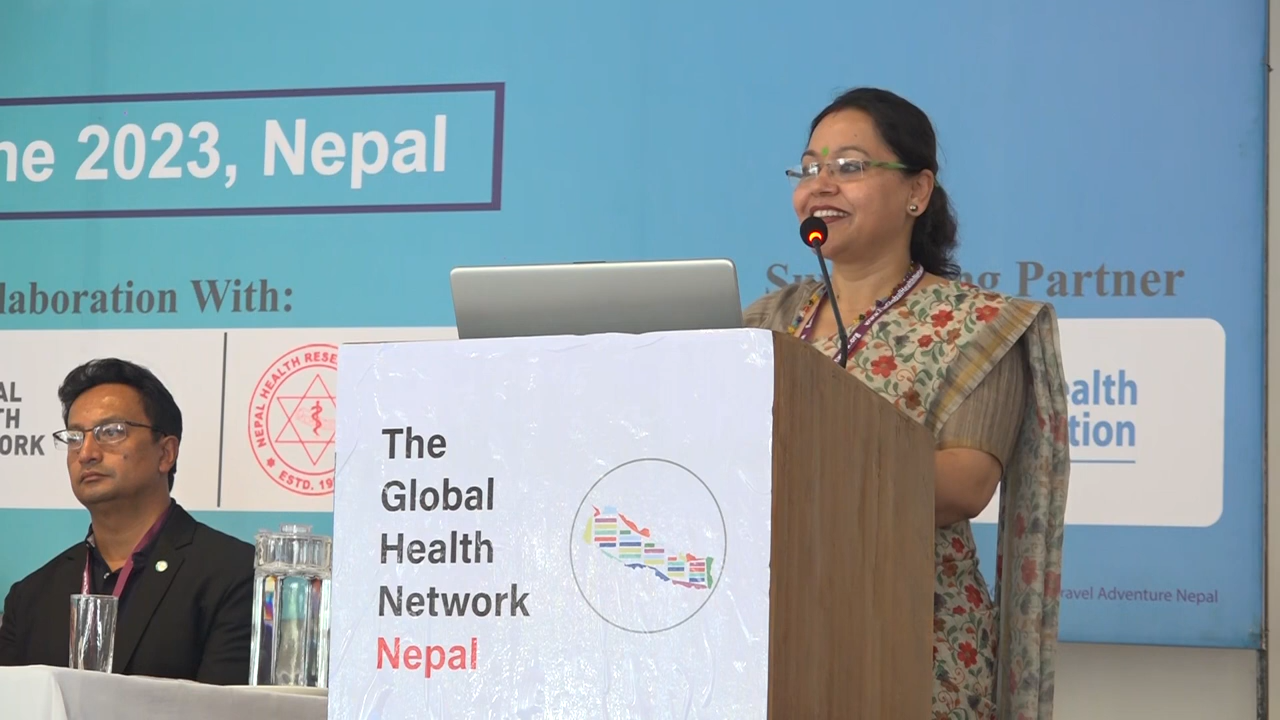 ne 2023, Nepal
llaboration With:
Partner
AL
TH
ORK
NEPAL HEALTH RESE
ESTD. 19
ealth
tion
ravel Adventure Nepal
The
Global
Health
Network
Nepal